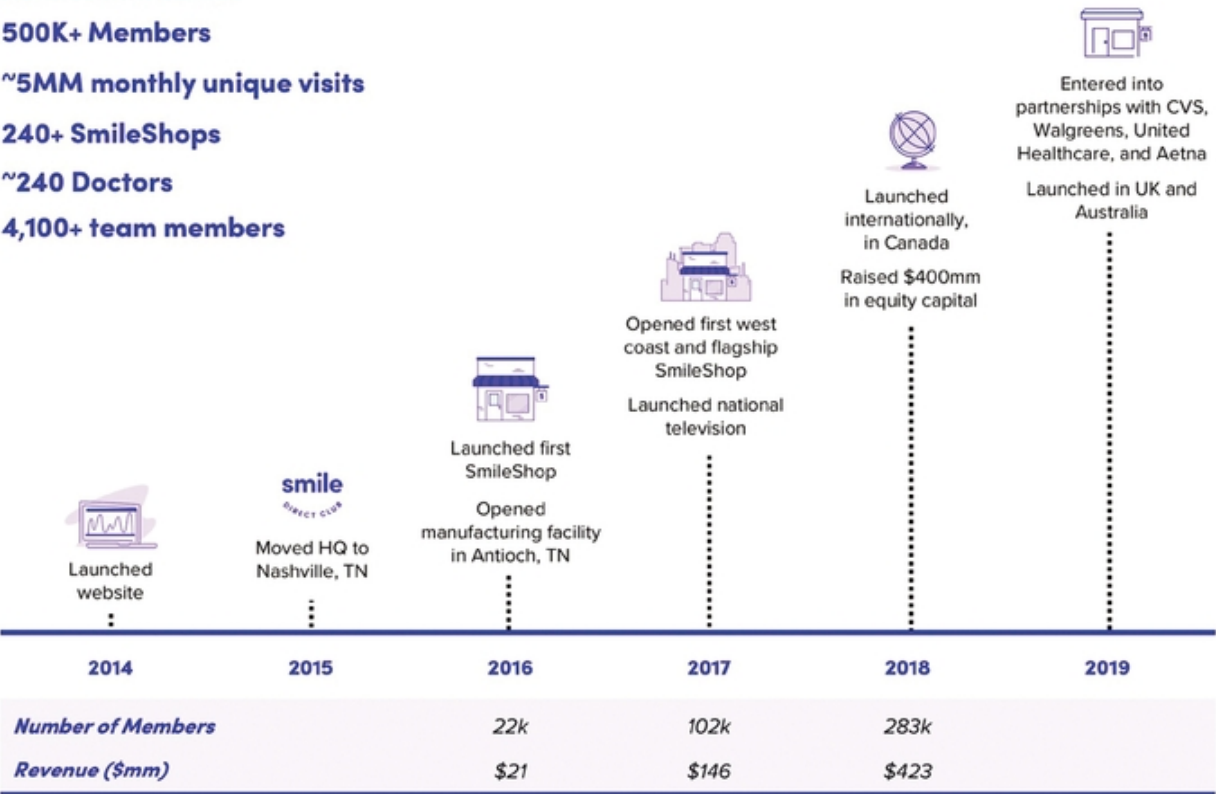 500K+ Members
~5MM monthly unique visits
240+ SmileShops
~240 Doctors
4,100+ team members
Launched
website
smile
DIRECT CLUB
Moved HQ to
Nashville, TN
Launched first
SmileShop
Opened
manufacturing facility
in Antioch, TN
Opened first west
coast and flagship
SmileShop
Launched national
television
Launched
internationally,
in Canada
Raised $400mm
in equity capital
Entered into
partnerships with CVS,
Walgreens, United
Healthcare, and Aetna
Launched in UK and
Australia
2014 2015 2016 2017 2018 2019
Number of Members 22k 102k 283k
Revenue ($mm) $21 $146 $423